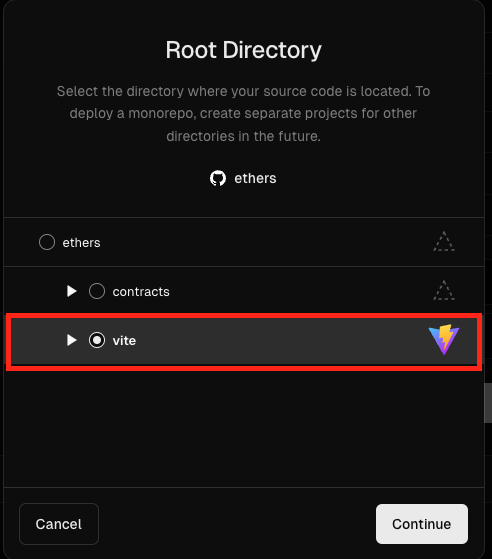 Root Directory
Select the directory where your source code is located. To
deploy a monorepo, create separate projects for other
directories in the future.
ethers
ethers
contracts
vite
Cancel
Continue